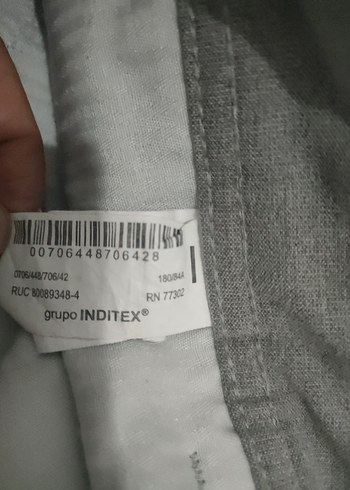 00706448706428
0706/448/706/42
180/84A
RUC 80089348-4
RN 77302
grupo INDITEX®